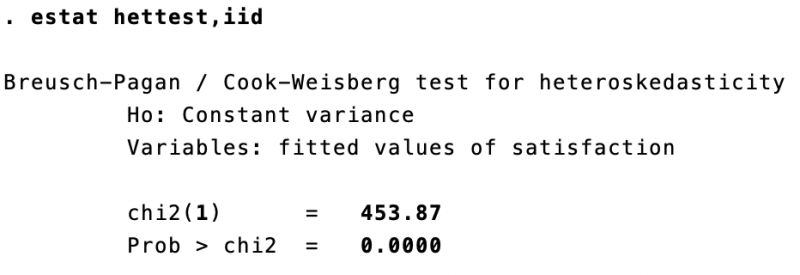 . estat hettest,iid
Breusch-Pagan / Cook-Weisberg test for heteroskedasticity
Ho: Constant variance
Variables: fitted values of satisfaction
chi2(1) = 453.87
Prob > chi2 = 0.0000